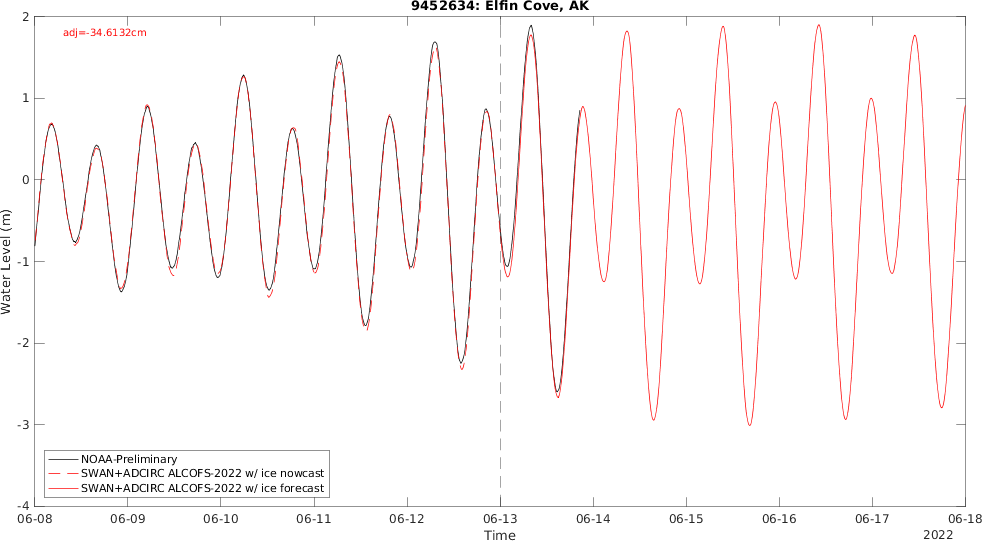 9452634: Elfin Cove, AK
adj=-34.6132cm
2
1
0
-1
-2
-3
-4
Water Level (m)
NOAA-Preliminary
SWAN+ADCIRC ALCOFS-2022 w/ ice nowcast
SWAN+ADCIRC ALCOFS-2022 w/ ice forecast
06-08 06-09 06-10 06-11 06-12 06-13 06-14 06-15 06-16 06-17 06-18
Time
2022